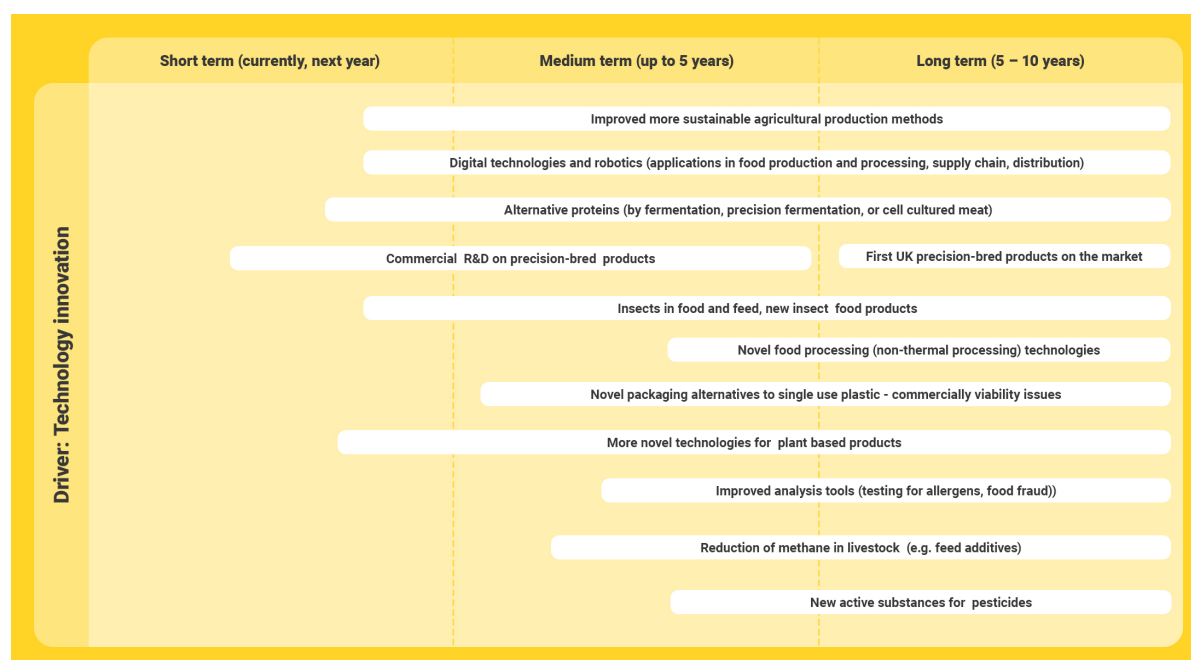 Short term (currently, next year)
Medium term (up to 5 years)
Long term (5 – 10 years)
Driver: Technology innovation
Improved more sustainable agricultural production methods
Digital technologies and robotics (applications in food production and processing, supply chain, distribution)
Alternative proteins (by fermentation, precision fermentation, or cell cultured meat)
Commercial R&D on precision-bred products
First UK precision-bred products on the market
Insects in food and feed, new insect food products
Novel food processing (non-thermal processing) technologies
Novel packaging alternatives to single use plastic - commercially viability issues
More novel technologies for plant based products
Improved analysis tools (testing for allergens, food fraud))
Reduction of methane in livestock (e.g. feed additives)
New active substances for pesticides